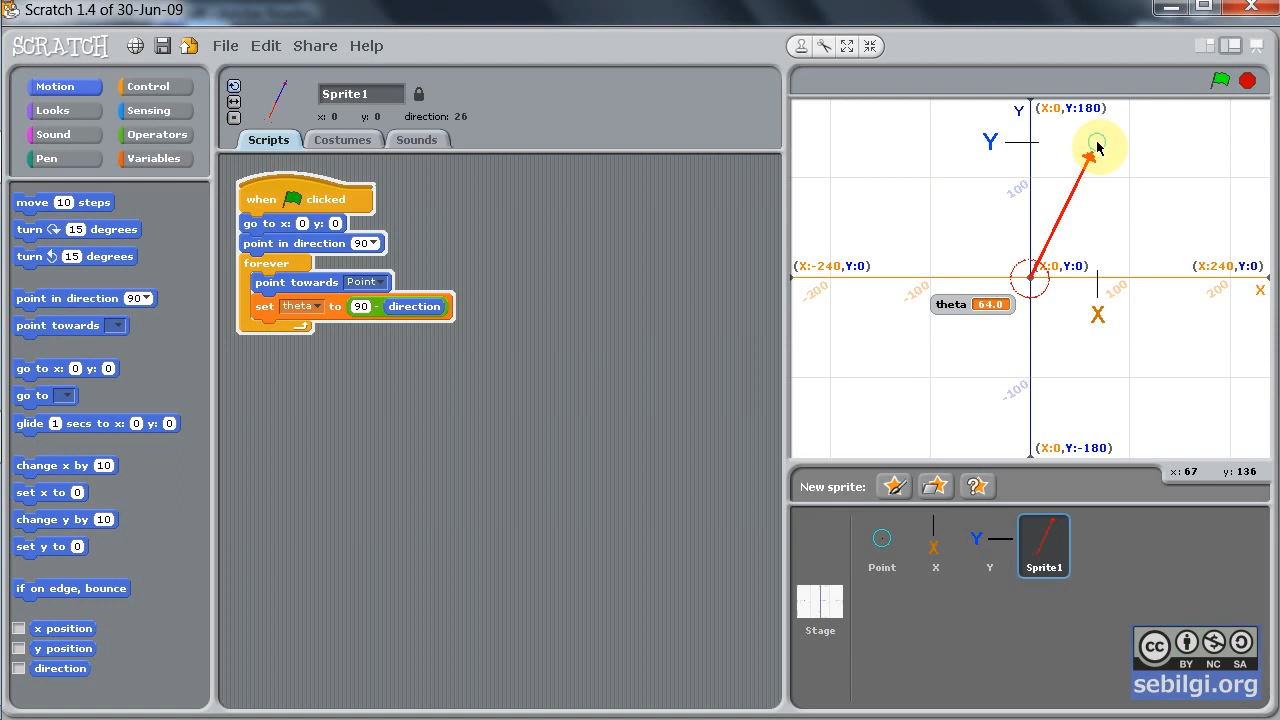 Scratch 1.4 of 30-Jun-09
SCRATCH File Edit Share Help
Motion Control
Looks Sensing
Sound Operators
Pen Variables
move 10 steps
turn 15 degrees
turn 15 degrees
point in direction 90
point towards
go to x: 0 y: 0
go to
glide 1 secs to x: 0 y: 0
change x by 10
set x to 0
change y by 10
set y to 0
if on edge, bounce
x position
y position
direction
Sprite1
x: 0 y: 0 direction: 26
Scripts Costumes Sounds
when clicked
go to x: 0 y: 0
point in direction 90
forever
point towards Point
set theta to 90 - direction
Y (X:0,Y:180)
Y
100
(X:-240,Y:0) (X:0,Y:0) (X:240,Y:0)
-200 -100 100 200 X
theta 64.0
X
-100
(X:0,Y:-180)
x: 67 y: 136
New sprite:
Y X
Point X Y Sprite1
Stage
cc BY NC SA
sebilgi.org